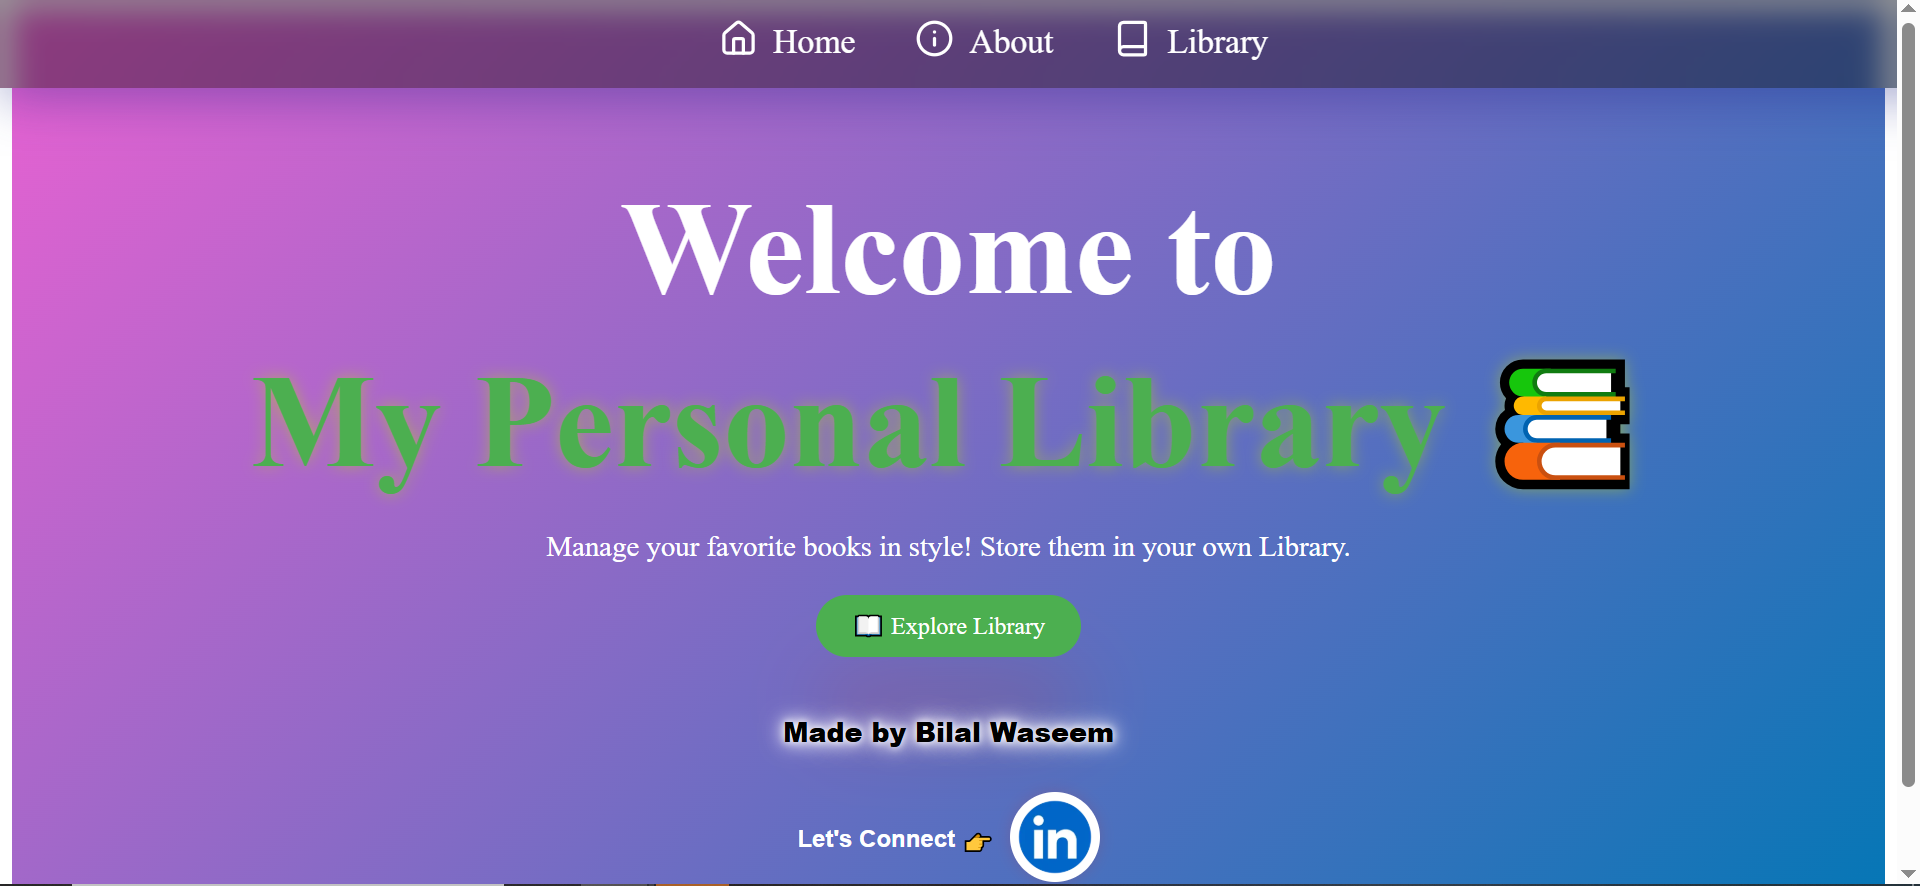 Home About Library
Welcome to
My Personal Library 📚
Manage your favorite books in style! Store them in your own Library.
📖 Explore Library
Made by Bilal Waseem
Let's Connect 👉 in